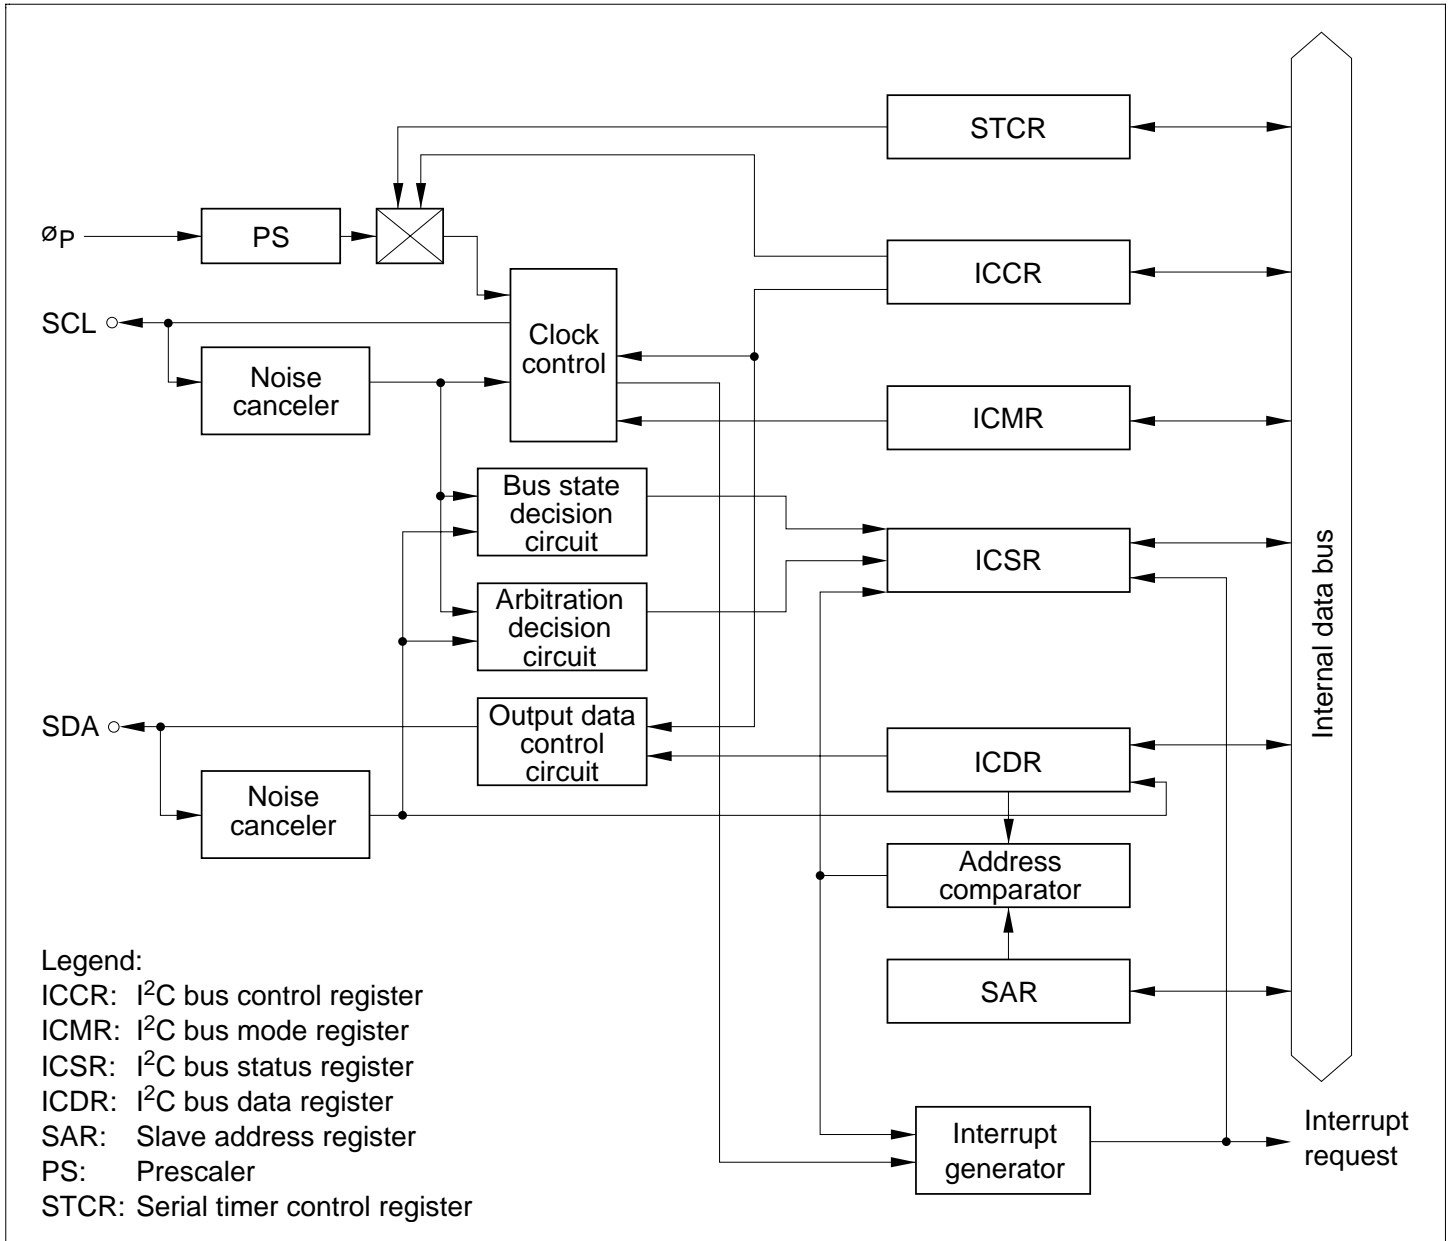 STCR
øP
PS
ICCR
SCL
Clock
control
Noise
canceler
ICMR
Bus state
decision
circuit
ICSR
Arbitration
decision
circuit
Internal data bus
SDA
Output data
control
circuit
ICDR
Noise
canceler
Address
comparator
SAR
Interrupt
generator
Interrupt
request
Legend:
ICCR: I²C bus control register
ICMR: I²C bus mode register
ICSR: I²C bus status register
ICDR: I²C bus data register
SAR: Slave address register
PS: Prescaler
STCR: Serial timer control register